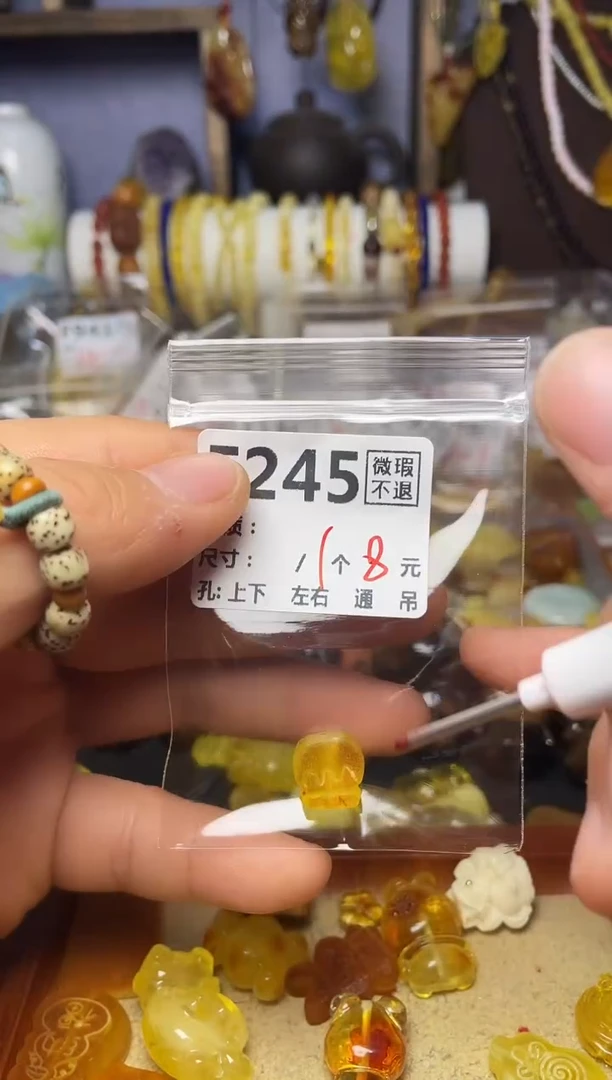 245 微瑕
不退
质:
尺寸: / 1个 8 元
孔: 上下 左右 通 吊